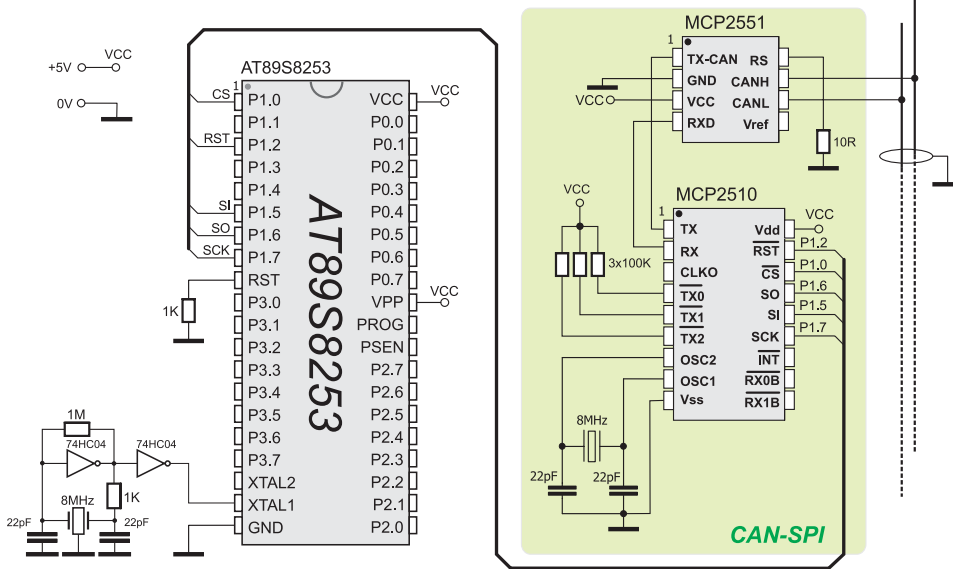 +5V
VCC
0V
AT89S8253
1
CS
P1.0
P1.1
RST
P1.2
P1.3
P1.4
SI
P1.5
SO
P1.6
SCK
P1.7
RST
1K
P3.0
P3.1
P3.2
P3.3
P3.4
P3.5
P3.6
P3.7
XTAL2
XTAL1
GND
AT89S8253
VCC
VCC
P0.0
P0.1
P0.2
P0.3
P0.4
P0.5
P0.6
P0.7
VPP
VCC
PROG
PSEN
P2.7
P2.6
P2.5
P2.4
P2.3
P2.2
P2.1
P2.0
1M
74HC04
74HC04
1K
8MHz
22pF
22pF
MCP2551
1
TX-CAN
RS
GND
CANH
VCC
VCC
CANL
RXD
Vref
10R
MCP2510
1
VCC
3x100K
TX
RX
CLKO
TX0
TX1
TX2
OSC2
OSC1
Vss
Vdd
VCC
RST
P1.2
CS
P1.0
SO
P1.6
SI
P1.5
SCK
P1.7
INT
RX0B
RX1B
8MHz
22pF
22pF
CAN-SPI